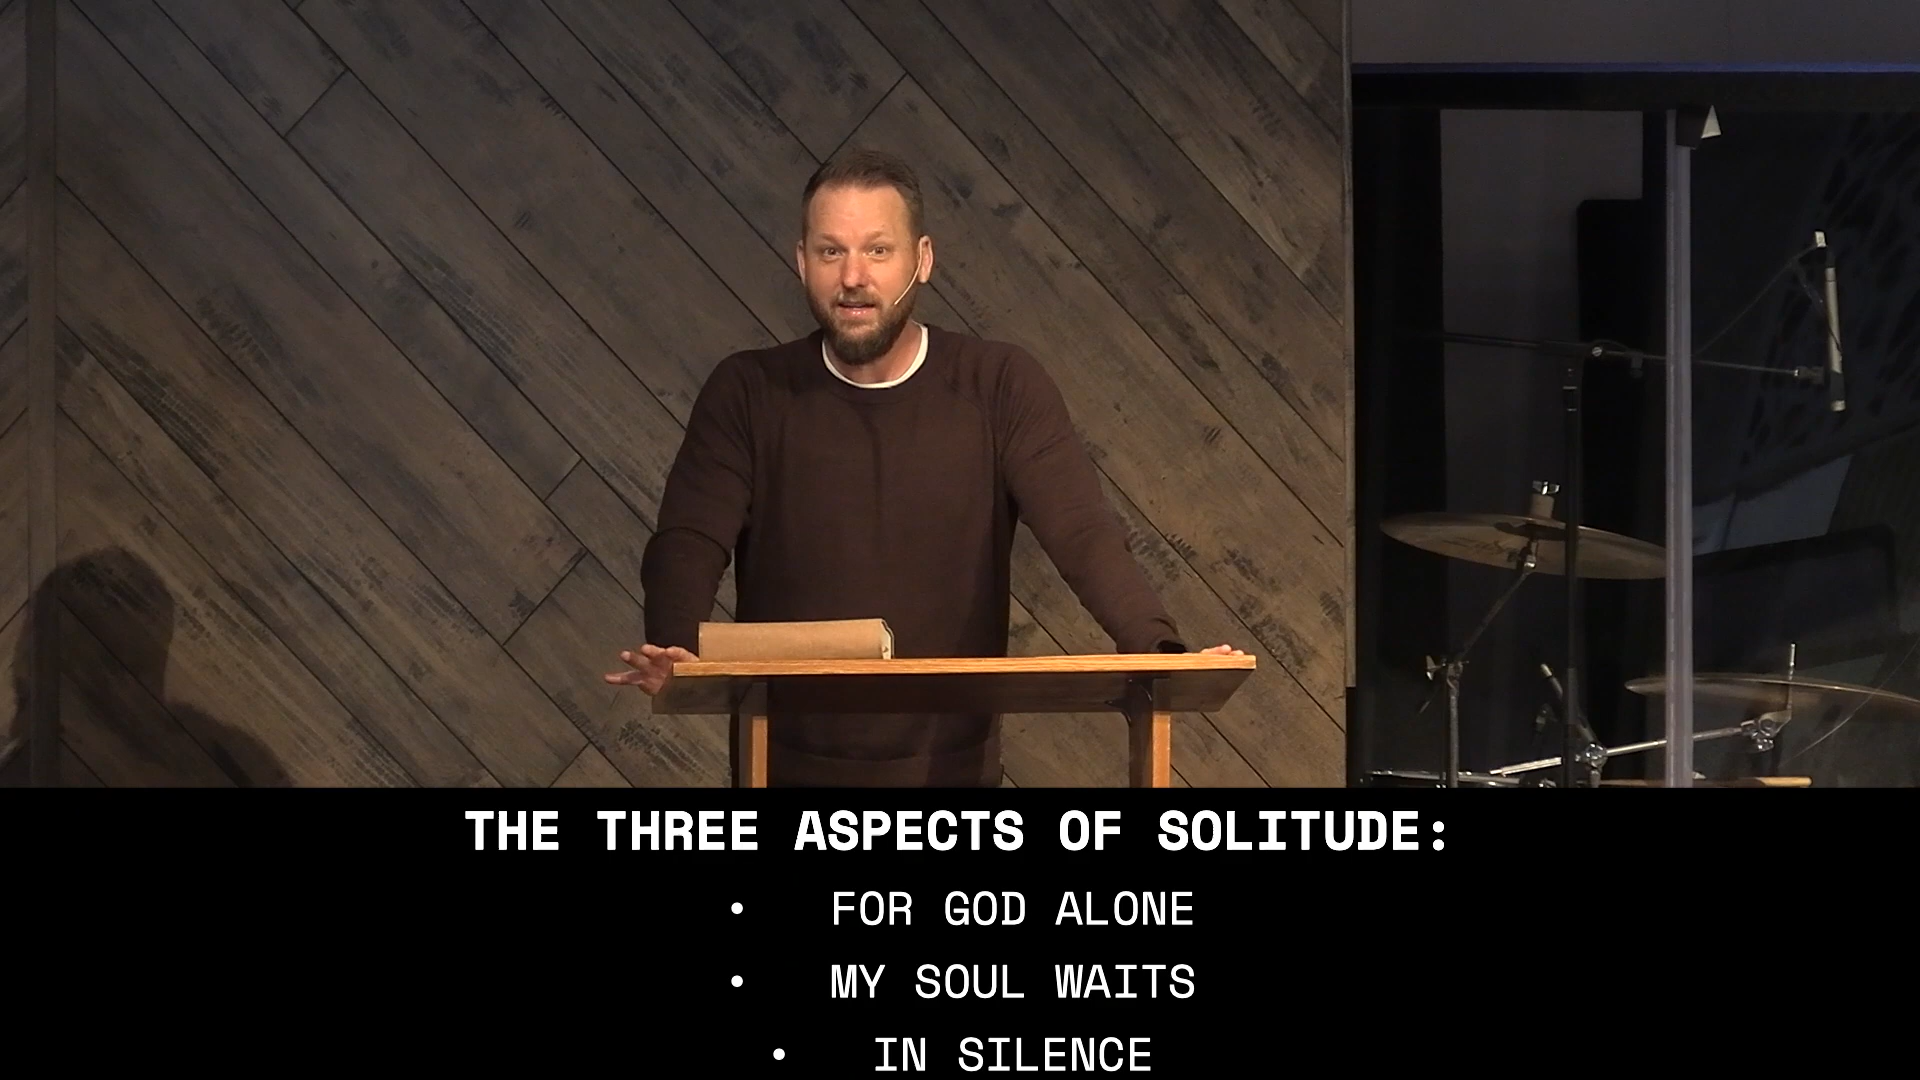 THE THREE ASPECTS OF SOLITUDE:
• FOR GOD ALONE
• MY SOUL WAITS
• IN SILENCE